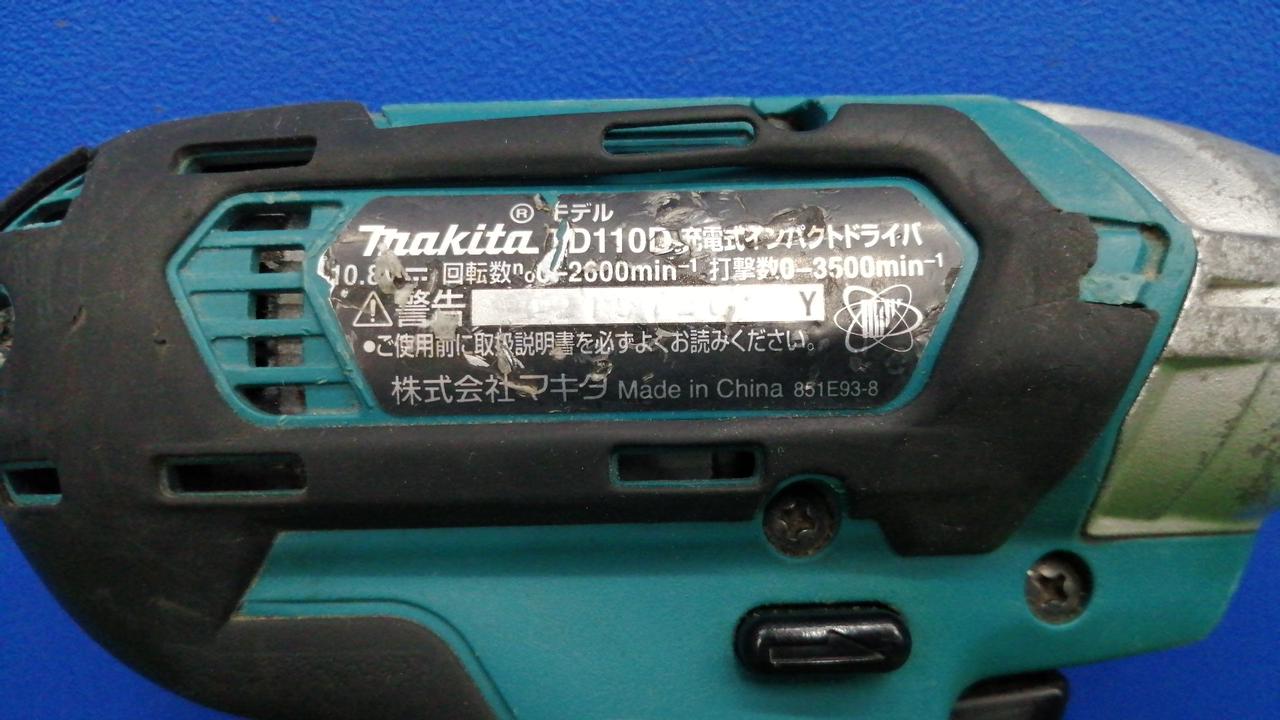 ® モデル
makita D110D 充電式インパクトドライバ
10.8 回転数 n₀0-2600min⁻¹ 打撃数0-3500min⁻¹
警告 Y
●ご使用前に取扱説明書を必ずよくお読みください。
株式会社マキタ Made in China 851E93-8